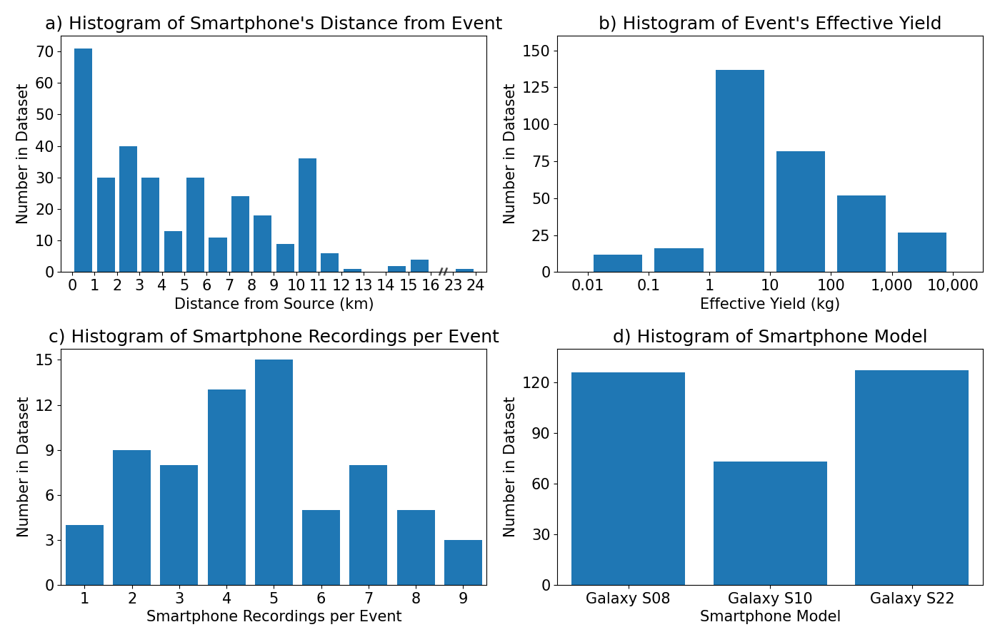 a) Histogram of Smartphone's Distance from Event
Number in Dataset
70
60
50
40
30
20
10
0
0 1 2 3 4 5 6 7 8 9 10 11 12 13 14 15 16 // 23 24
Distance from Source (km)
b) Histogram of Event's Effective Yield
Number in Dataset
150
125
100
75
50
25
0
0.01 0.1 1 10 100 1,000 10,000
Effective Yield (kg)
c) Histogram of Smartphone Recordings per Event
Number in Dataset
15
12
9
6
3
0
1 2 3 4 5 6 7 8 9
Smartphone Recordings per Event
d) Histogram of Smartphone Model
Number in Dataset
120
90
60
30
0
Galaxy S08 Galaxy S10 Galaxy S22
Smartphone Model